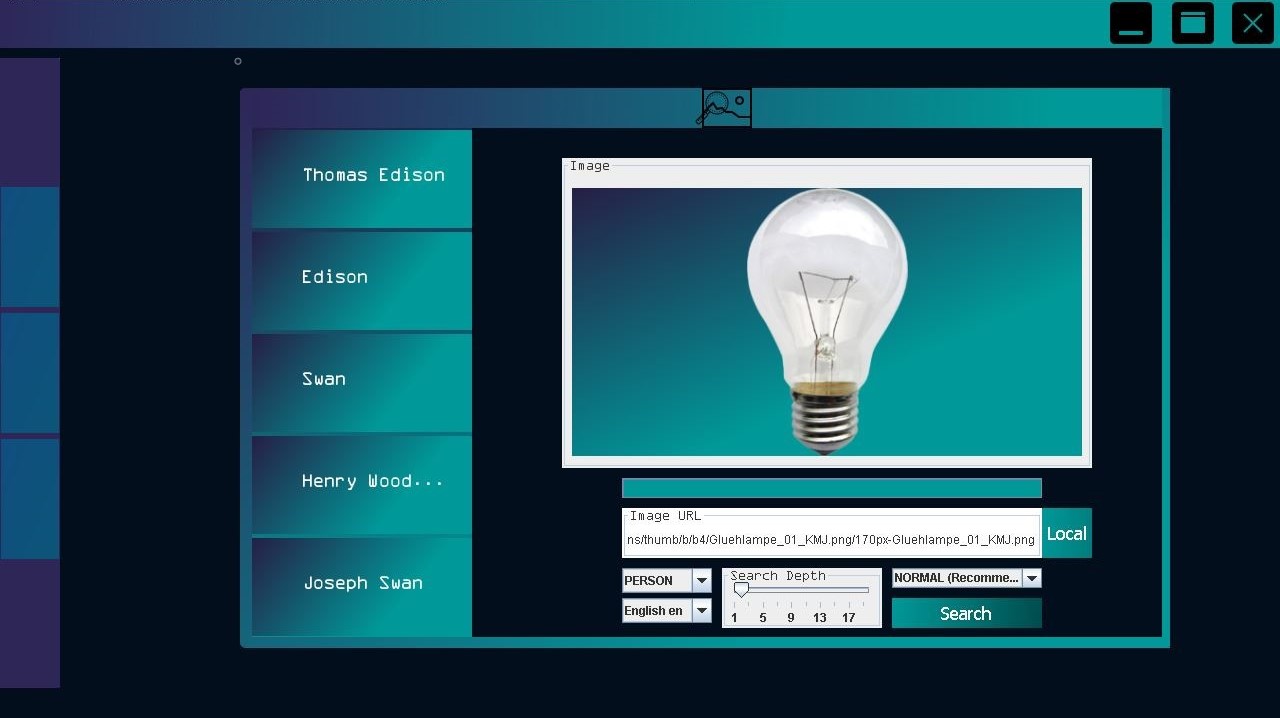 Thomas Edison
Edison
Swan
Henry Wood...
Joseph Swan
Image
Image URL
ns/thumb/b/b4/Gluehlampe_01_KMJ.png/170px-Gluehlampe_01_KMJ.png
Local
PERSON
English en
Search Depth
1 5 9 13 17
NORMAL (Recomme...
Search